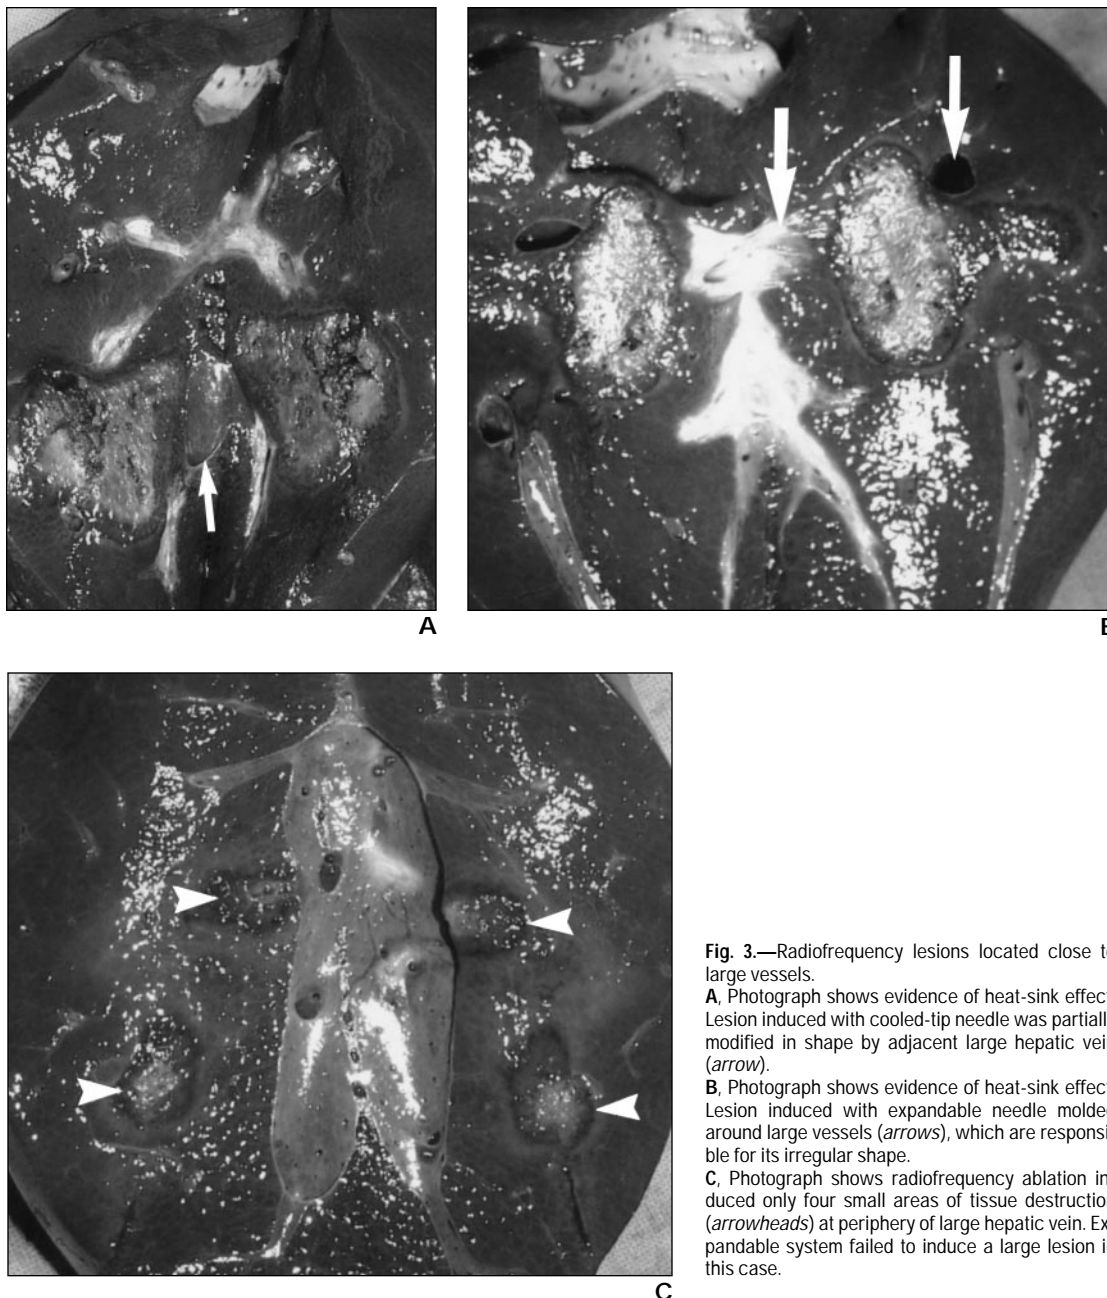 A
B
C
Fig. 3.—Radiofrequency lesions located close to
large vessels.
A, Photograph shows evidence of heat-sink effect
Lesion induced with cooled-tip needle was partiall
modified in shape by adjacent large hepatic vein
(arrow).
B, Photograph shows evidence of heat-sink effect
Lesion induced with expandable needle molde
around large vessels (arrows), which are responsi
ble for its irregular shape.
C, Photograph shows radiofrequency ablation in
duced only four small areas of tissue destruction
(arrowheads) at periphery of large hepatic vein. Ex
pandable system failed to induce a large lesion in
this case.